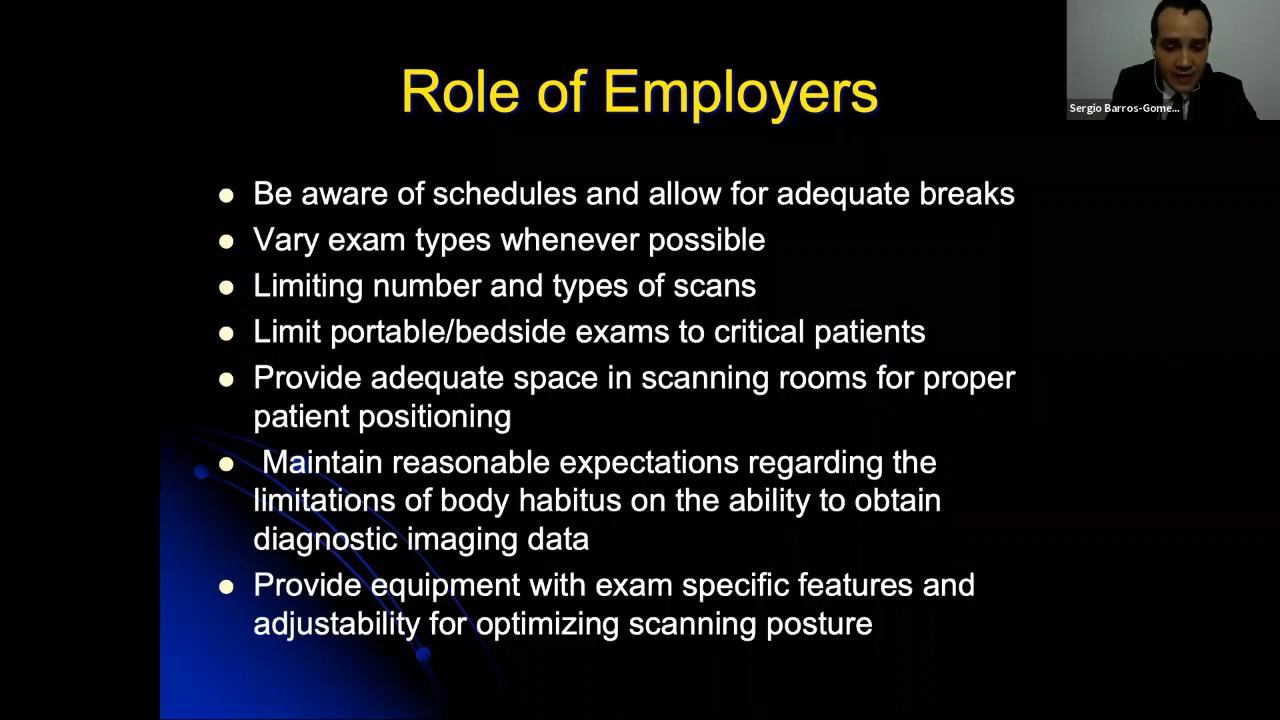 Role of Employers
Sergio Barros-Gome...
● Be aware of schedules and allow for adequate breaks
● Vary exam types whenever possible
● Limiting number and types of scans
● Limit portable/bedside exams to critical patients
● Provide adequate space in scanning rooms for proper
patient positioning
● Maintain reasonable expectations regarding the
limitations of body habitus on the ability to obtain
diagnostic imaging data
● Provide equipment with exam specific features and
adjustability for optimizing scanning posture